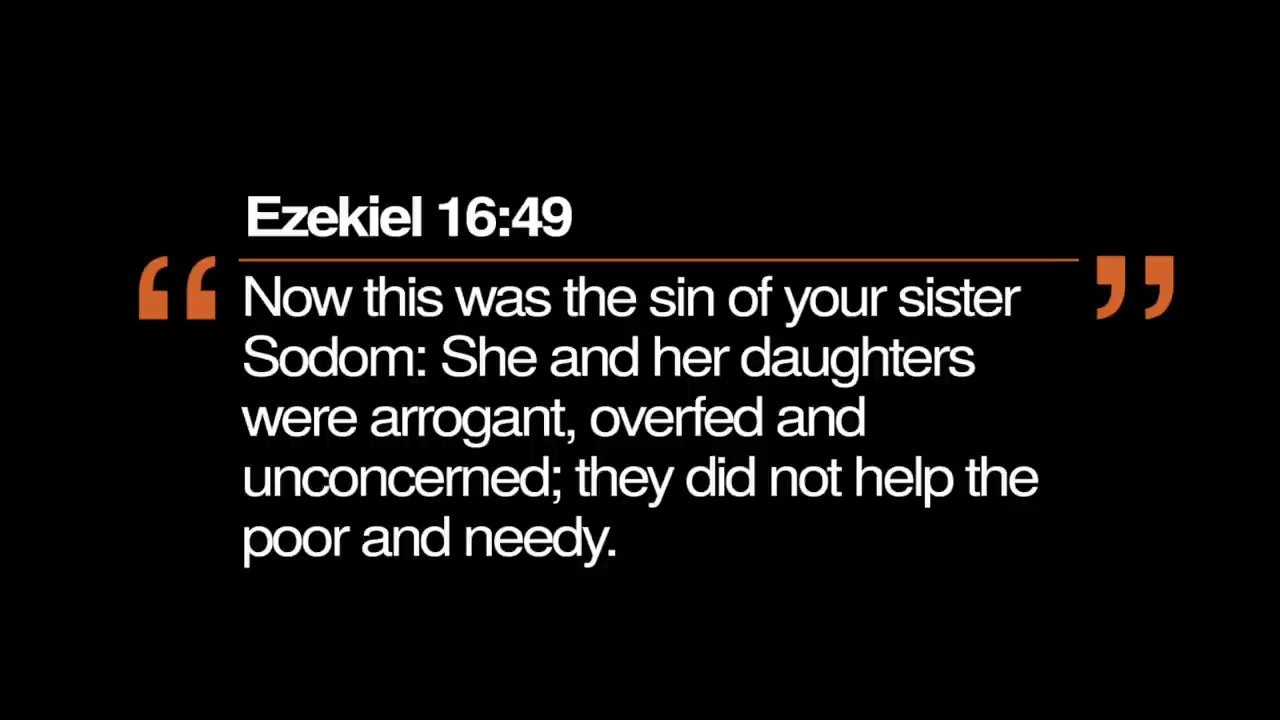 Ezekiel 16:49
“Now this was the sin of your sister”
Sodom: She and her daughters
were arrogant, overfed and
unconcerned; they did not help the
poor and needy.